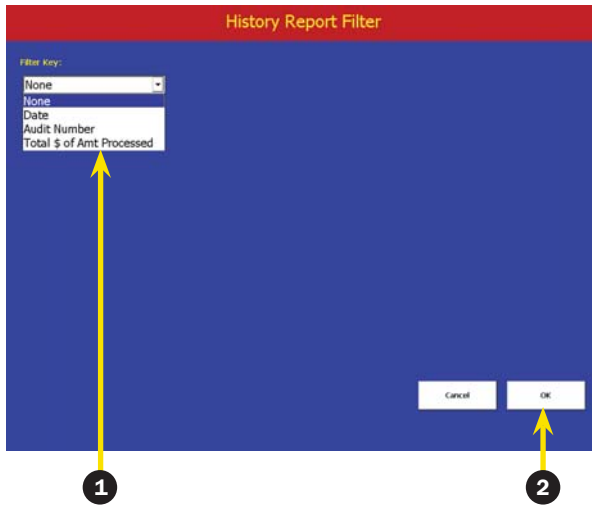 History Report Filter
Filter Key:
None
None
Date
Audit Number
Total $ of Amt Processed
Cancel
OK
1
2